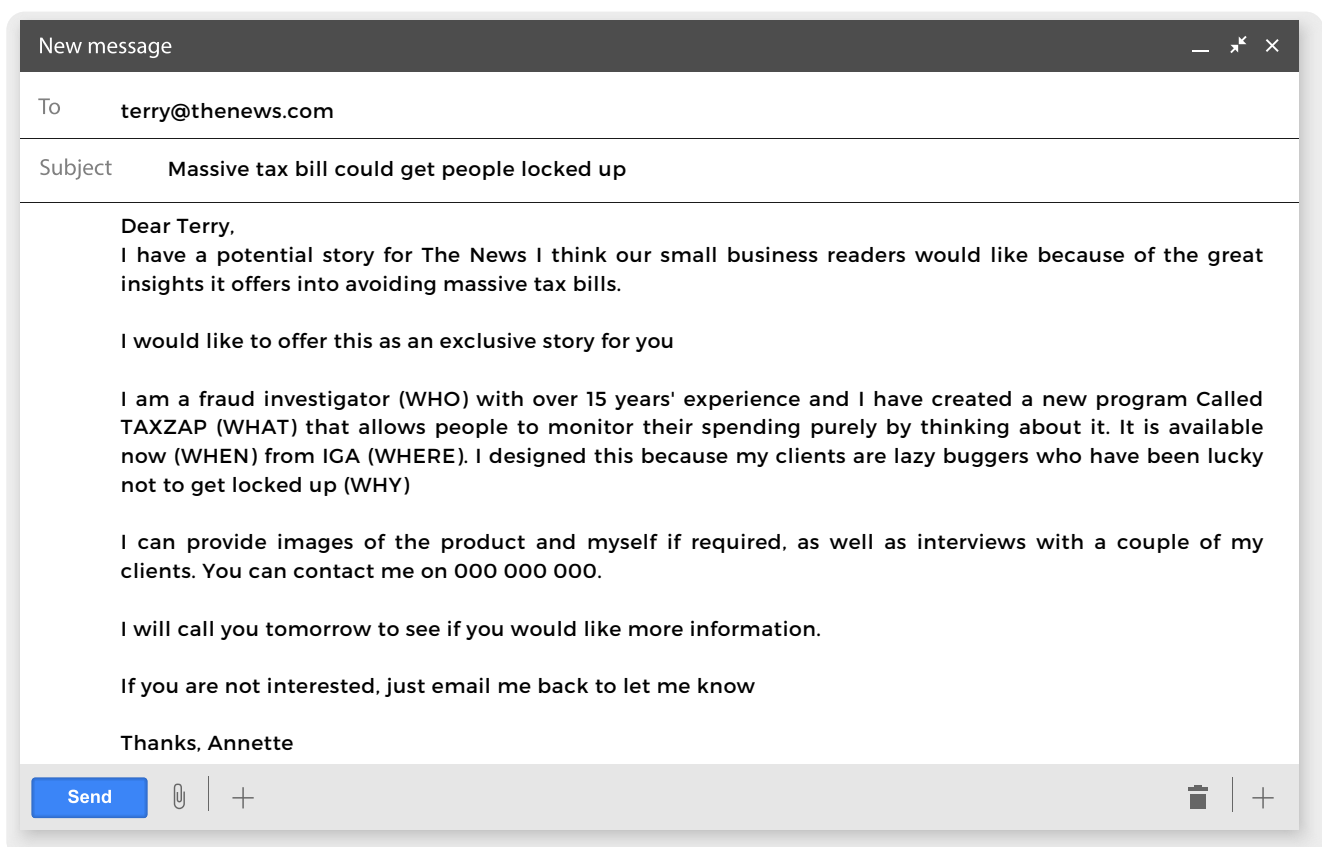 New message
To terry@thenews.com
Subject Massive tax bill could get people locked up
Dear Terry,
I have a potential story for The News I think our small business readers would like because of the great
insights it offers into avoiding massive tax bills.
I would like to offer this as an exclusive story for you
I am a fraud investigator (WHO) with over 15 years' experience and I have created a new program Called
TAXZAP (WHAT) that allows people to monitor their spending purely by thinking about it. It is available
now (WHEN) from IGA (WHERE). I designed this because my clients are lazy buggers who have been lucky
not to get locked up (WHY)
I can provide images of the product and myself if required, as well as interviews with a couple of my
clients. You can contact me on 000 000 000.
I will call you tomorrow to see if you would like more information.
If you are not interested, just email me back to let me know
Thanks, Annette
Send